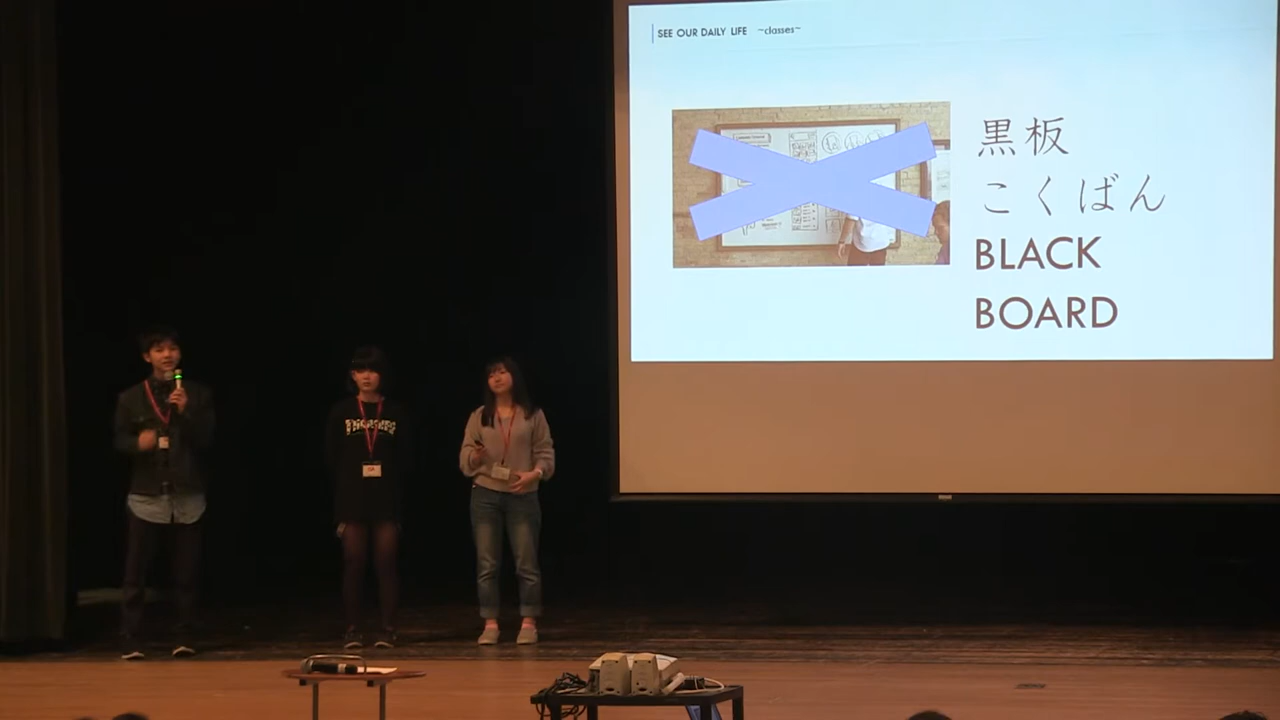 SEE OUR DAILY LIFE ~classes~
黒板
こくばん
BLACK
BOARD